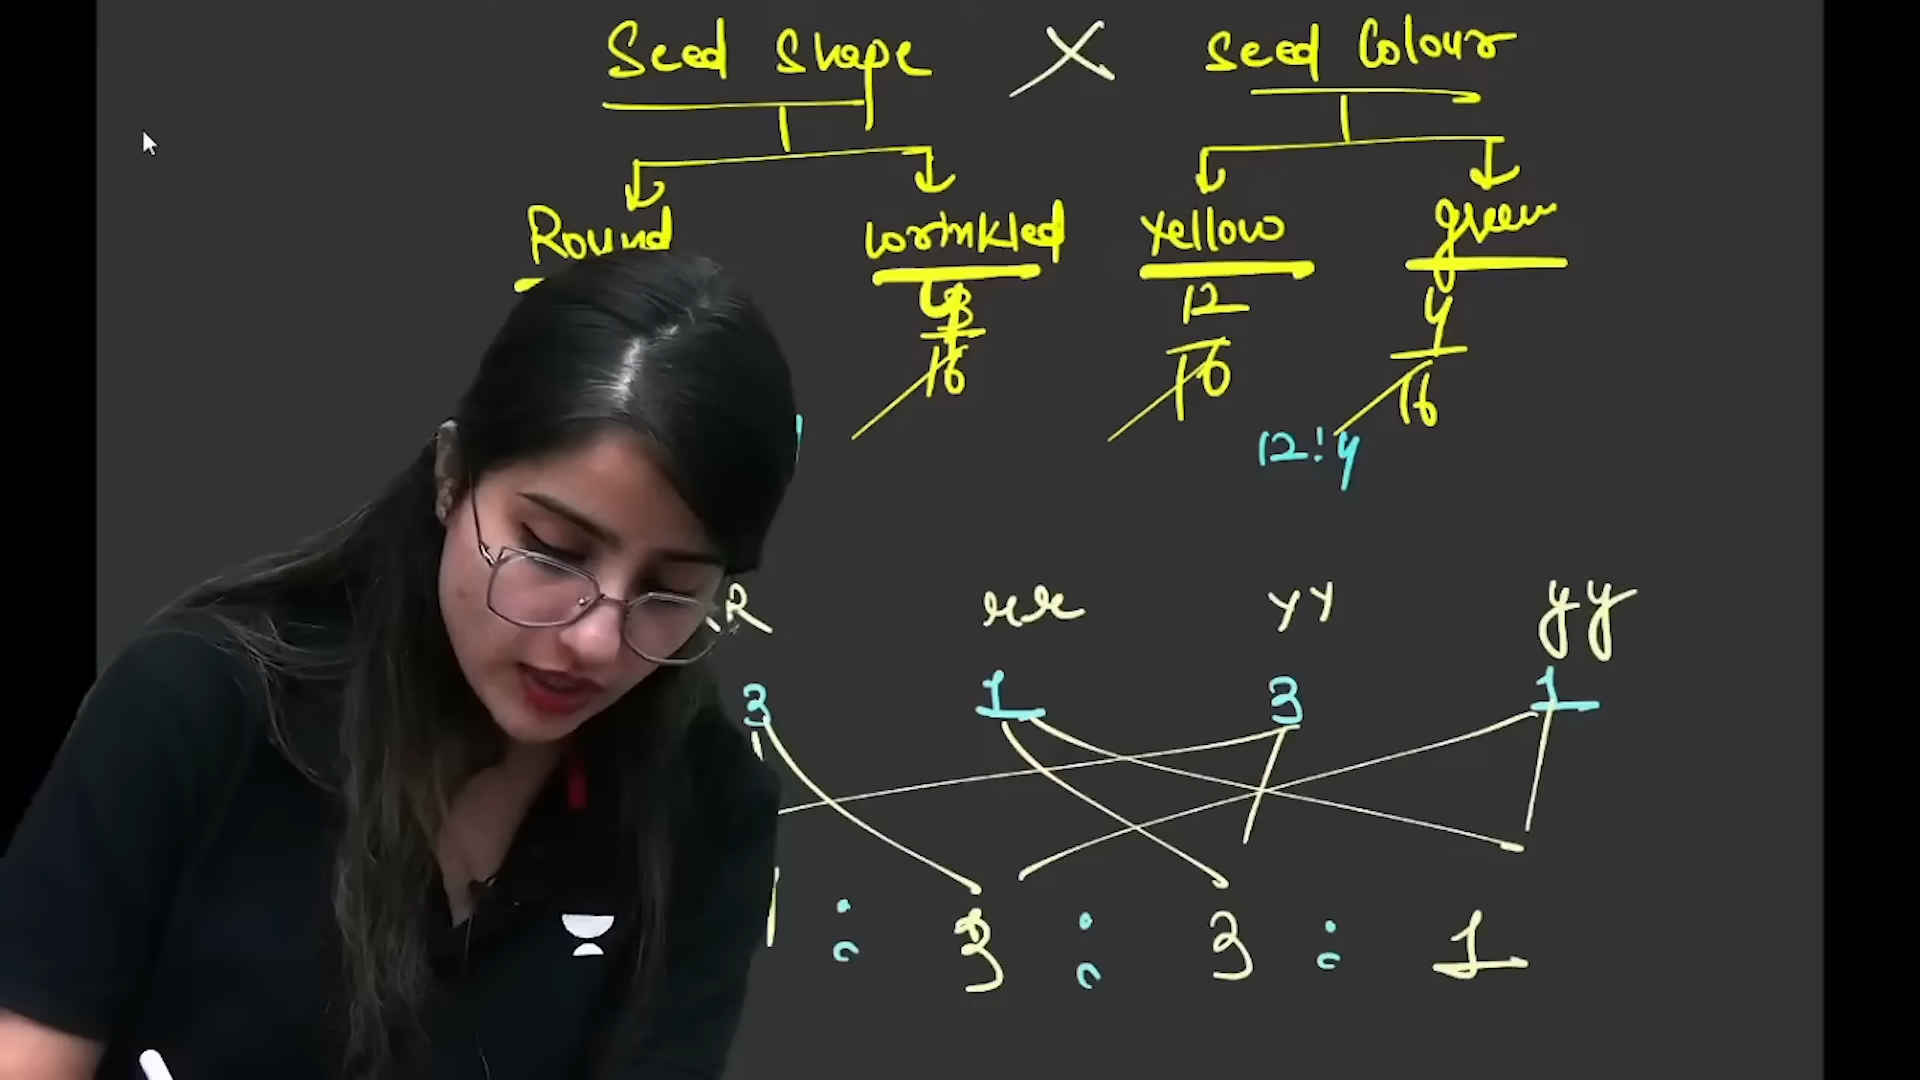 Seed Shape X Seed Colour
Round wrinkled Yellow green
12 4
16 16 16
12:4
R rr YY yy
3 1 3 1
: 3 : 3 : 1